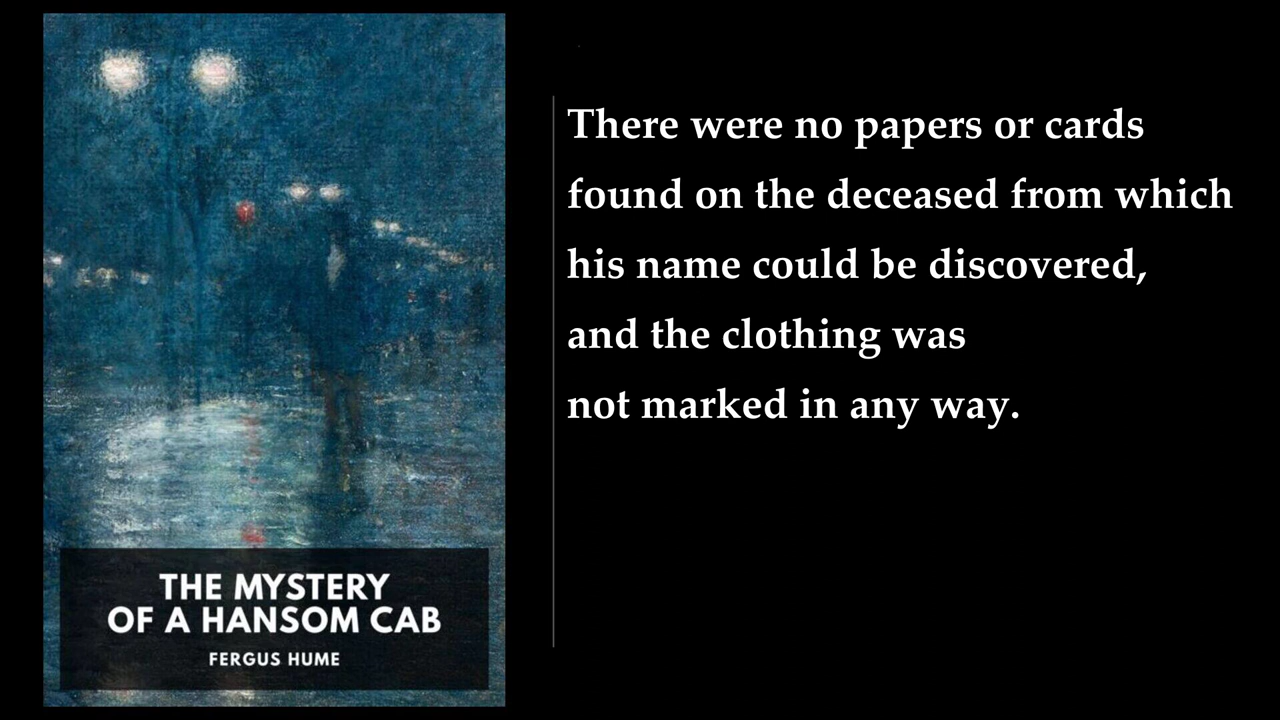 THE MYSTERY
OF A HANSOM CAB
FERGUS HUME
There were no papers or cards
found on the deceased from which
his name could be discovered,
and the clothing was
not marked in any way.